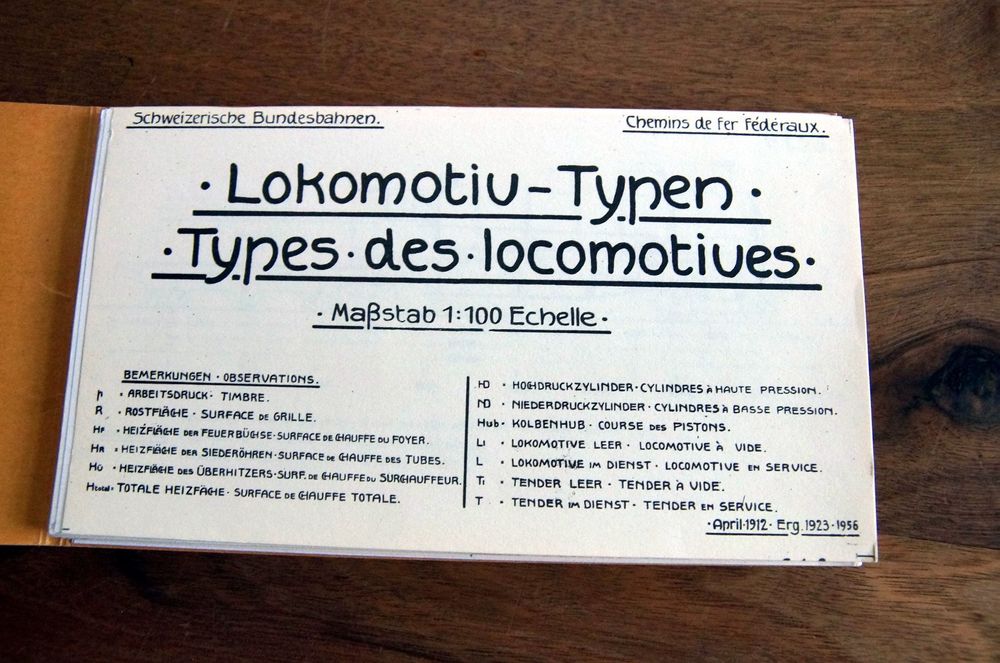 Schweizerische Bundesbahnen.
Chemins de fer fédéraux.
· Lokomotiv - Typen ·
· Types · des · locomotives ·
· Maßstab 1:100 Echelle ·
BEMERKUNGEN · OBSERVATIONS.
p · ARBEITSDRUCK · TIMBRE.
R · ROSTFLÄCHE · SURFACE DE GRILLE.
HF · HEIZFLÄCHE DER FEUERBÜCHSE · SURFACE DE CHAUFFE DU FOYER.
HR · HEIZFLÄCHE DER SIEDERÖHREN · SURFACE DE CHAUFFE DES TUBES.
HÜ · HEIZFLÄCHE DES ÜBERHITZERS · SURF. DE CHAUFFE DU SURCHAUFFEUR.
Htotal · TOTALE HEIZFÄCHE · SURFACE DE CHAUFFE TOTALE.
HD · HOCHDRUCKZYLINDER · CYLINDRES à HAUTE PRESSION.
ND · NIEDERDRUCKZYLINDER · CYLINDRES à BASSE PRESSION.
Hub · KOLBENHUB · COURSE DES PISTONS.
Ll · LOKOMOTIVE LEER · LOCOMOTIVE À VIDE.
L · LOKOMOTIVE IM DIENST · LOCOMOTIVE EN SERVICE.
Tl · TENDER LEER · TENDER À VIDE.
T · TENDER IM DIENST · TENDER EN SERVICE.
· April · 1912 · Erg. 1923 · 1956